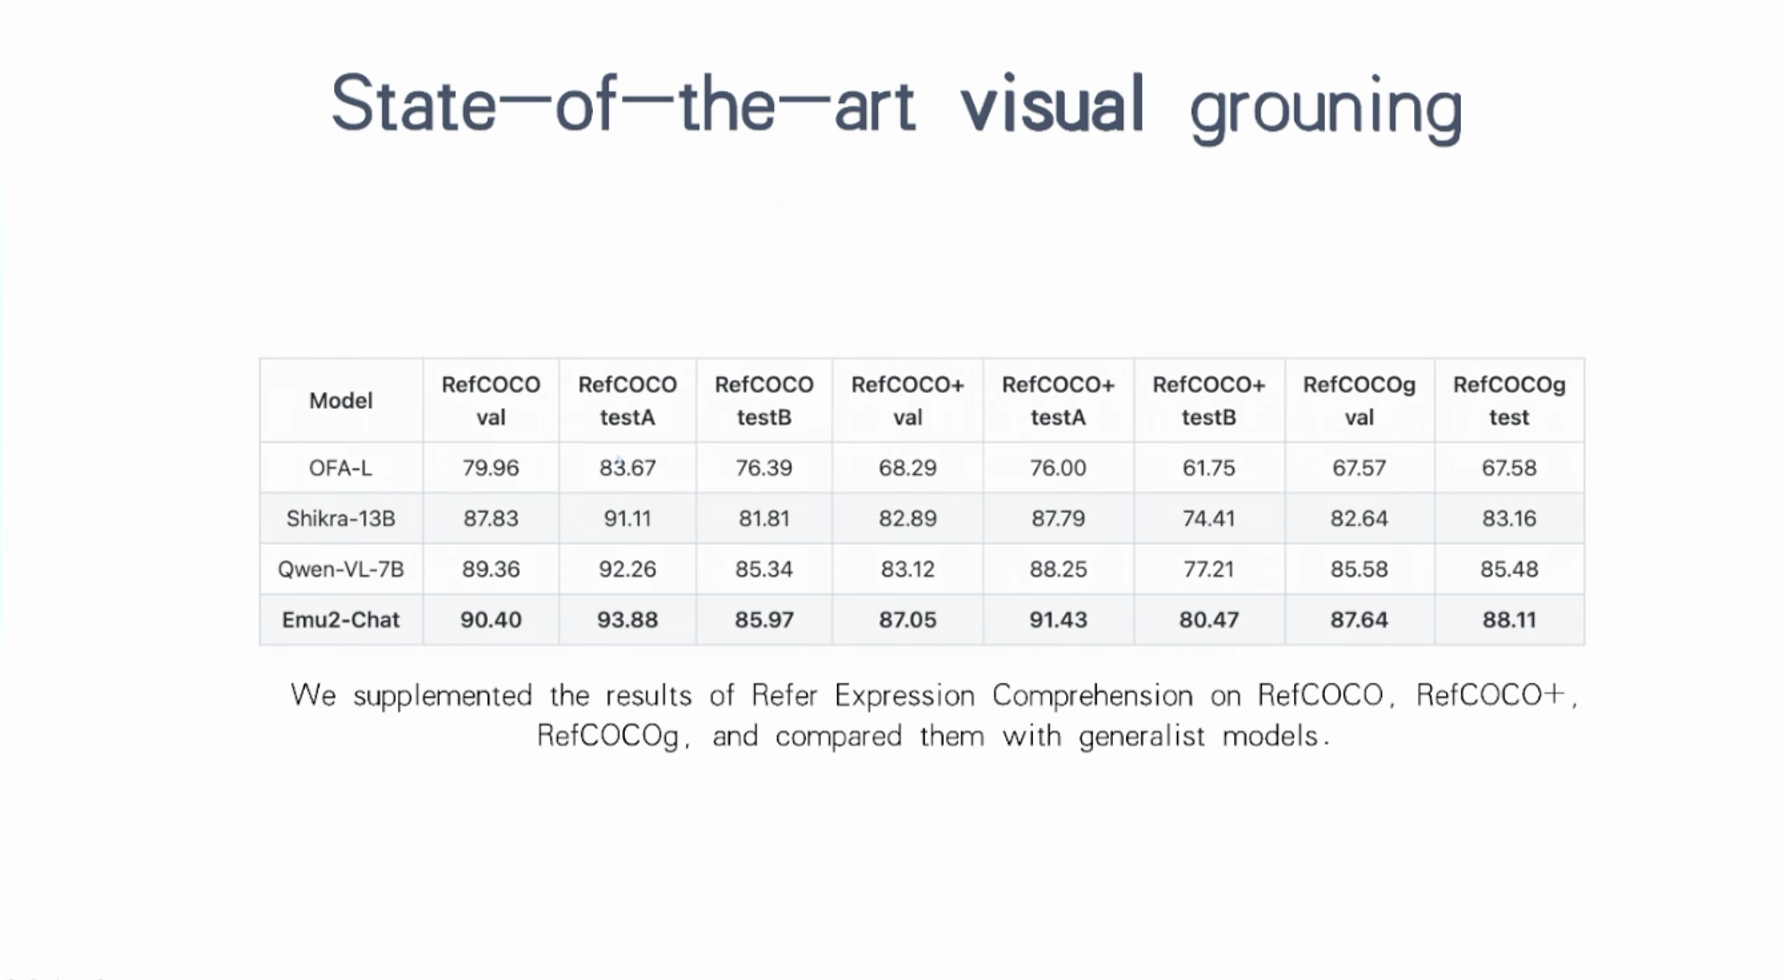 State-of-the-art visual grouning
Model RefCOCO val RefCOCO testA RefCOCO testB RefCOCO+ val RefCOCO+ testA RefCOCO+ testB RefCOCOg val RefCOCOg test
OFA-L 79.96 83.67 76.39 68.29 76.00 61.75 67.57 67.58
Shikra-13B 87.83 91.11 81.81 82.89 87.79 74.41 82.64 83.16
Qwen-VL-7B 89.36 92.26 85.34 83.12 88.25 77.21 85.58 85.48
Emu2-Chat 90.40 93.88 85.97 87.05 91.43 80.47 87.64 88.11
We supplemented the results of Refer Expression Comprehension on RefCOCO, RefCOCO+,
RefCOCOg, and compared them with generalist models.